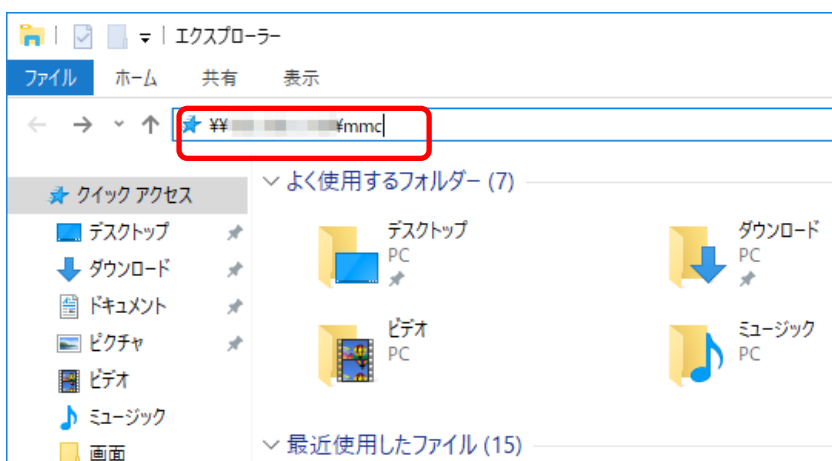 エクスプローラー
ファイル ホーム 共有 表示
¥¥ ¥mmc
クイック アクセス
デスクトップ
ダウンロード
ドキュメント
ピクチャ
ビデオ
ミュージック
画面
よく使用するフォルダー (7)
デスクトップ
PC
ダウンロード
PC
ビデオ
PC
ミュージック
PC
最近使用したファイル (15)